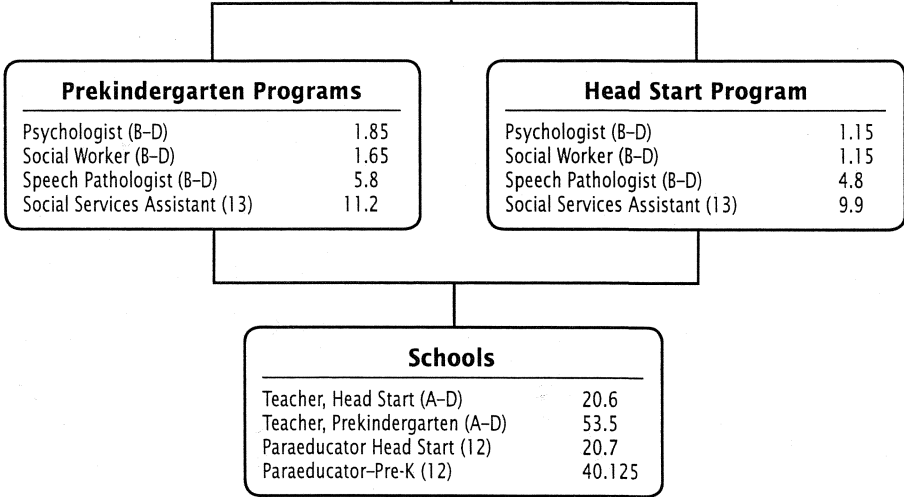 Prekindergarten Programs
Psychologist (B–D) 1.85
Social Worker (B–D) 1.65
Speech Pathologist (B–D) 5.8
Social Services Assistant (13) 11.2
Head Start Program
Psychologist (B–D) 1.15
Social Worker (B–D) 1.15
Speech Pathologist (B–D) 4.8
Social Services Assistant (13) 9.9
Schools
Teacher, Head Start (A–D) 20.6
Teacher, Prekindergarten (A–D) 53.5
Paraeducator Head Start (12) 20.7
Paraeducator–Pre-K (12) 40.125